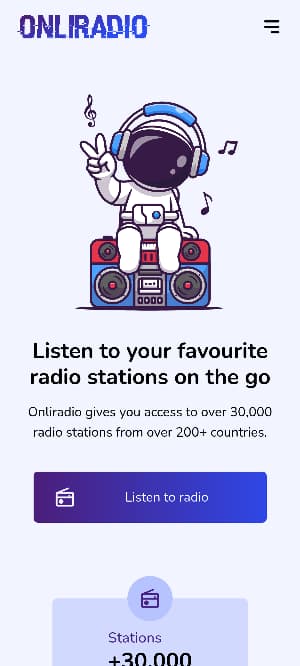 ONLIRADIO
Listen to your favourite
radio stations on the go
Onliradio gives you access to over 30,000
radio stations from over 200+ countries.
Listen to radio
Stations
+30,000